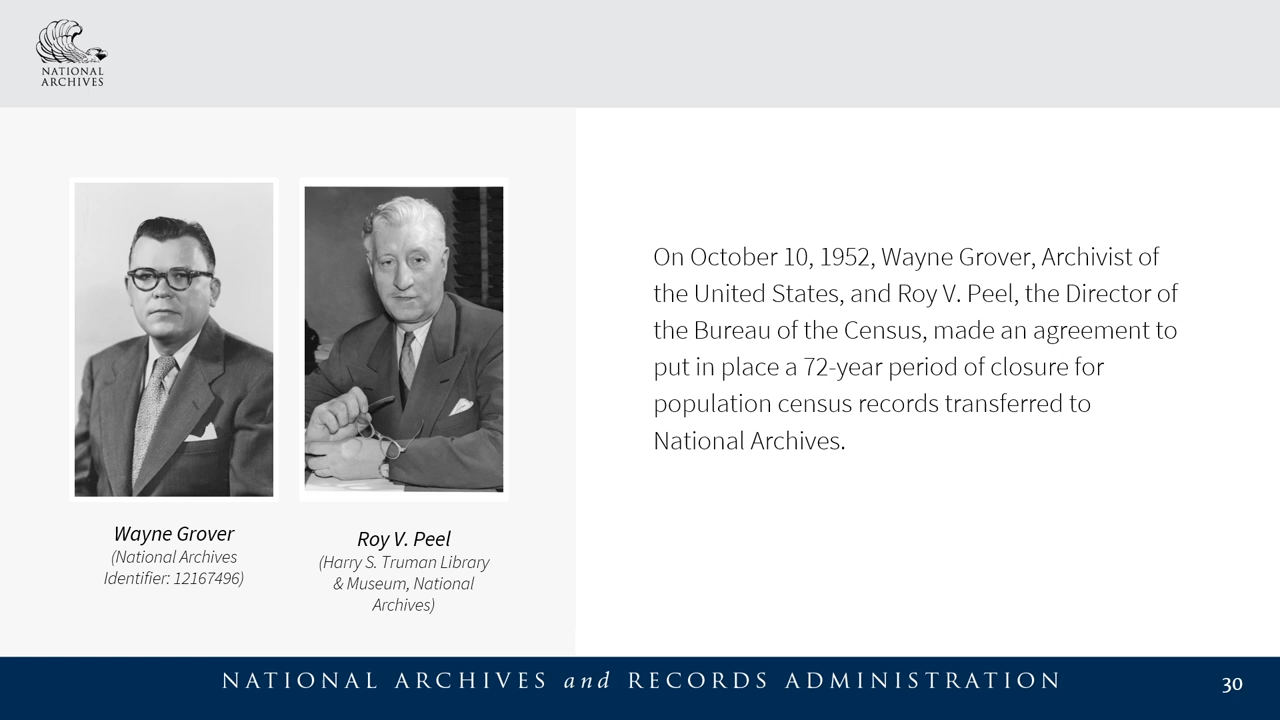 NATIONAL
ARCHIVES
Wayne Grover
(National Archives
Identifier: 12167496)
Roy V. Peel
(Harry S. Truman Library
& Museum, National
Archives)
On October 10, 1952, Wayne Grover, Archivist of
the United States, and Roy V. Peel, the Director of
the Bureau of the Census, made an agreement to
put in place a 72-year period of closure for
population census records transferred to
National Archives.
NATIONAL ARCHIVES and RECORDS ADMINISTRATION
30